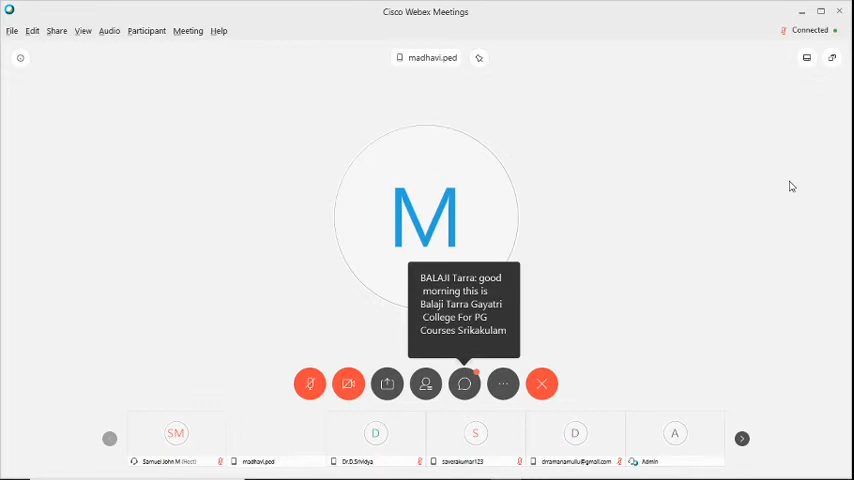 Cisco Webex Meetings
File Edit Share View Audio Participant Meeting Help
Connected
madhavi.ped
M
BALAJI Tarra: good
morning this is
Balaji Tarra Gayatri
College For PG
Courses Srikakulam
SM D S D A
Samuel John M (Host) madhavi.ped Dr.D.Srividya saverakumar123 drramanamullu@gmail.com Admin